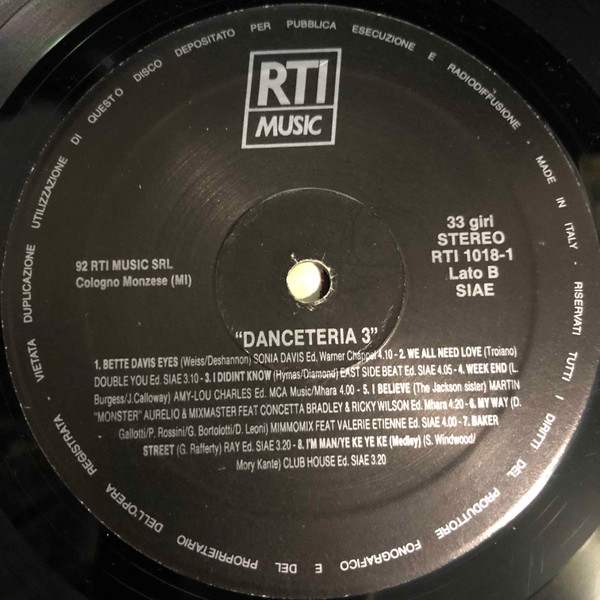 RTI
MUSIC
92 RTI MUSIC SRL
Cologno Monzese (MI)
33 giri
STEREO
RTI 1018-1
Lato B
SIAE
"DANCETERIA 3"
1. BETTE DAVIS EYES (Weiss/Deshannon) SONIA DAVIS Ed. Warner Chappel 4.10 - 2. WE ALL NEED LOVE (Troiano)
DOUBLE YOU Ed. SIAE 3.10 - 3. I DIDINT KNOW (Hymas/Diamond) EAST SIDE BEAT Ed. SIAE 4.05 - 4. WEEK END (L.
Burgess/J.Calloway) AMY-LOU CHARLES Ed. MCA Music/Mhara 4.00 - 5. I BELIEVE (The Jackson sister) MARTIN
"MONSTER" AURELIO & MIXMASTER FEAT CONCETTA BRADLEY & RICKY WILSON Ed. Mhara 4.20 - 6. MY WAY (D.
Gallotti/P. Rossini/G. Bortolotti/D. Leoni) MIMMOMIX FEAT VALERIE ETIENNE Ed. SIAE 4.00 - 7. BAKER
STREET (G. Rafferty) RAY Ed. SIAE 3.20 - 8. I'M MAN/YE KE YE KE (Medley) (S. Windwood/
Mory Kante) CLUB HOUSE Ed. SIAE 3.20
MADE IN ITALY · RISERVATI TUTTI I DIRITTI DEL PRODUTTORE FONOGRAFICO E DEL PROPRIETARIO DELL'OPERA REGISTRATA · VIETATA DUPLICAZIONE UTILIZZAZIONE DI QUESTO DISCO DEPOSITATO PER PUBBLICA ESECUZIONE E RADIODIFFUSIONE ·